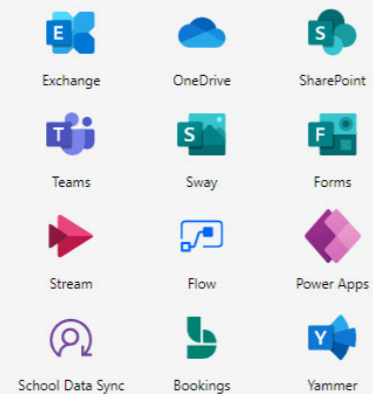 E
S
Exchange OneDrive SharePoint
T S F
Teams Sway Forms
Stream Flow Power Apps
Y
School Data Sync Bookings Yammer